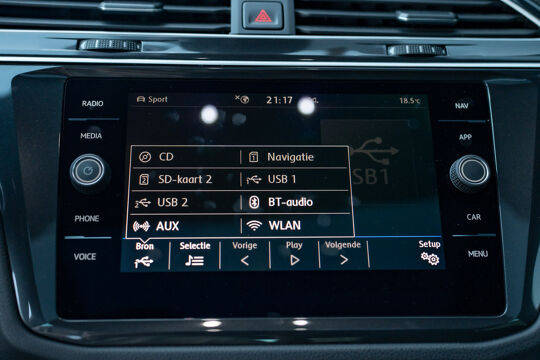 RADIO
MEDIA
PHONE
VOICE
Sport 21:17 18.5°C
CD Navigatie
SD-kaart 2 USB 1
USB 2 BT-audio
AUX WLAN
SB1
Bron Selectie Vorige Play Volgende Setup
NAV
APP
CAR
MENU